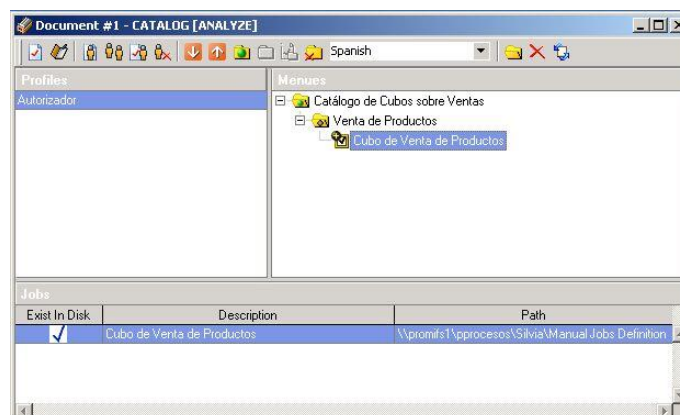 Document #1 - CATALOG [ANALYZE]
Spanish
Profiles
Menues
Autorizador
Catálogo de Cubos sobre Ventas
Venta de Productos
Cubo de Venta de Productos
Jobs
Exist In Disk Description Path
Cubo de Venta de Productos \\promfs1\pprocesos\Silvia\Manual Jobs Definition